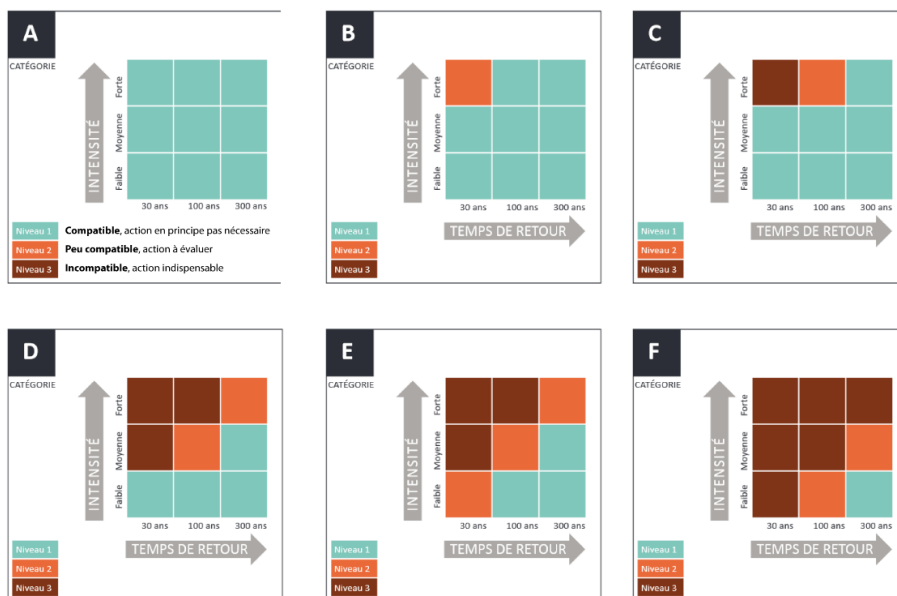 A
CATÉGORIE
INTENSITÉ
Forte
Moyenne
Faible
30 ans
100 ans
300 ans
Niveau 1
Compatible, action en principe pas nécessaire
Niveau 2
Peu compatible, action à évaluer
Niveau 3
Incompatible, action indispensable
B
CATÉGORIE
INTENSITÉ
Forte
Moyenne
Faible
30 ans
100 ans
300 ans
TEMPS DE RETOUR
Niveau 1
Niveau 2
Niveau 3
C
CATÉGORIE
INTENSITÉ
Forte
Moyenne
Faible
30 ans
100 ans
300 ans
TEMPS DE RETOUR
Niveau 1
Niveau 2
Niveau 3
D
CATÉGORIE
INTENSITÉ
Forte
Moyenne
Faible
30 ans
100 ans
300 ans
TEMPS DE RETOUR
Niveau 1
Niveau 2
Niveau 3
E
CATÉGORIE
INTENSITÉ
Forte
Moyenne
Faible
30 ans
100 ans
300 ans
TEMPS DE RETOUR
Niveau 1
Niveau 2
Niveau 3
F
CATÉGORIE
INTENSITÉ
Forte
Moyenne
Faible
30 ans
100 ans
300 ans
TEMPS DE RETOUR
Niveau 1
Niveau 2
Niveau 3